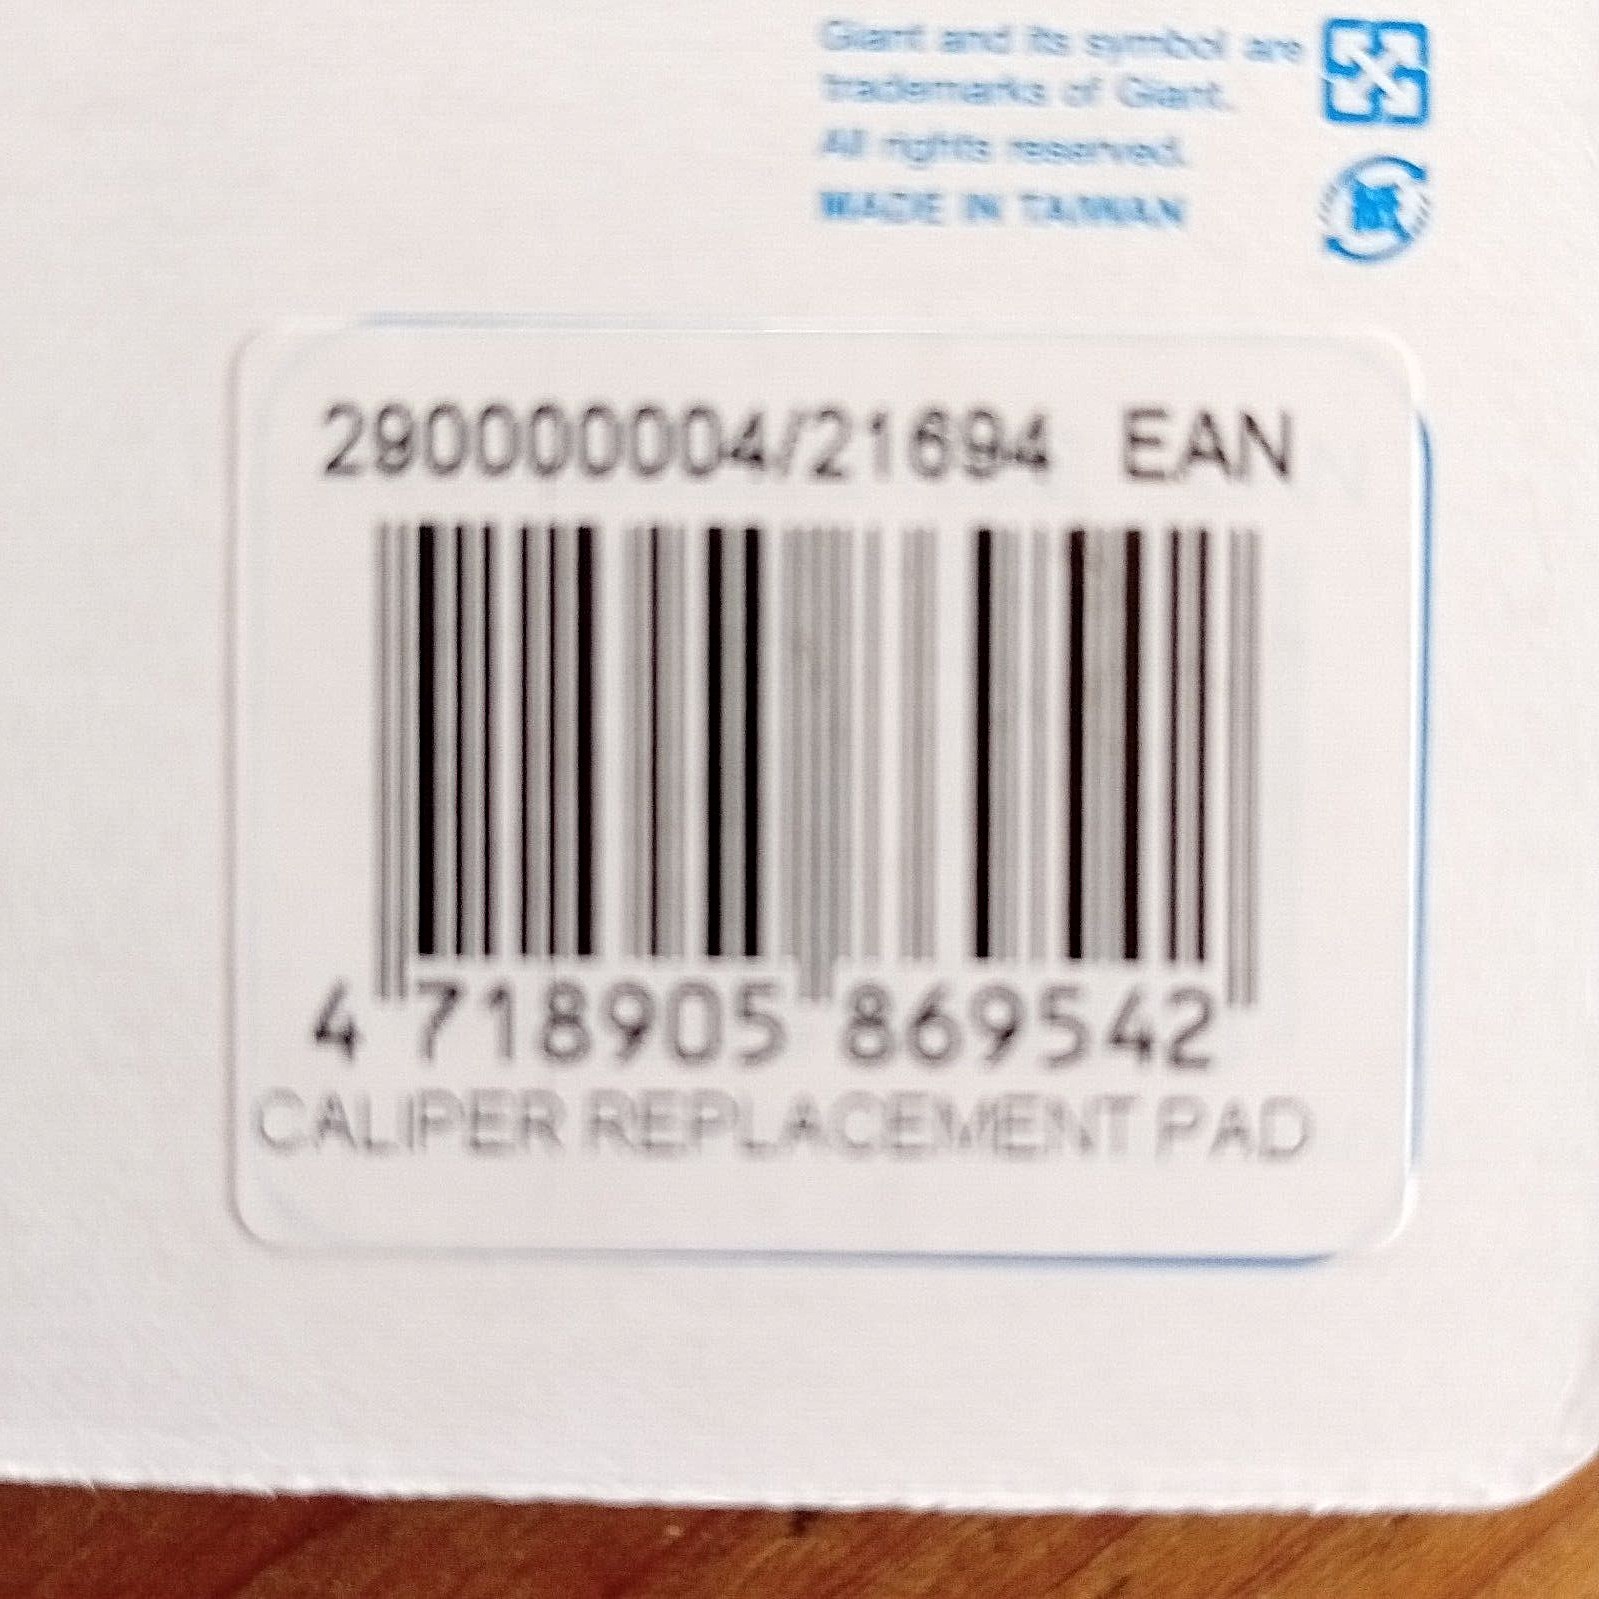 Giant and its symbol are
trademarks of Giant.
All rights reserved.
MADE IN TAIWAN
290000004/21694 EAN
4 718905 869542
CALIPER REPLACEMENT PAD